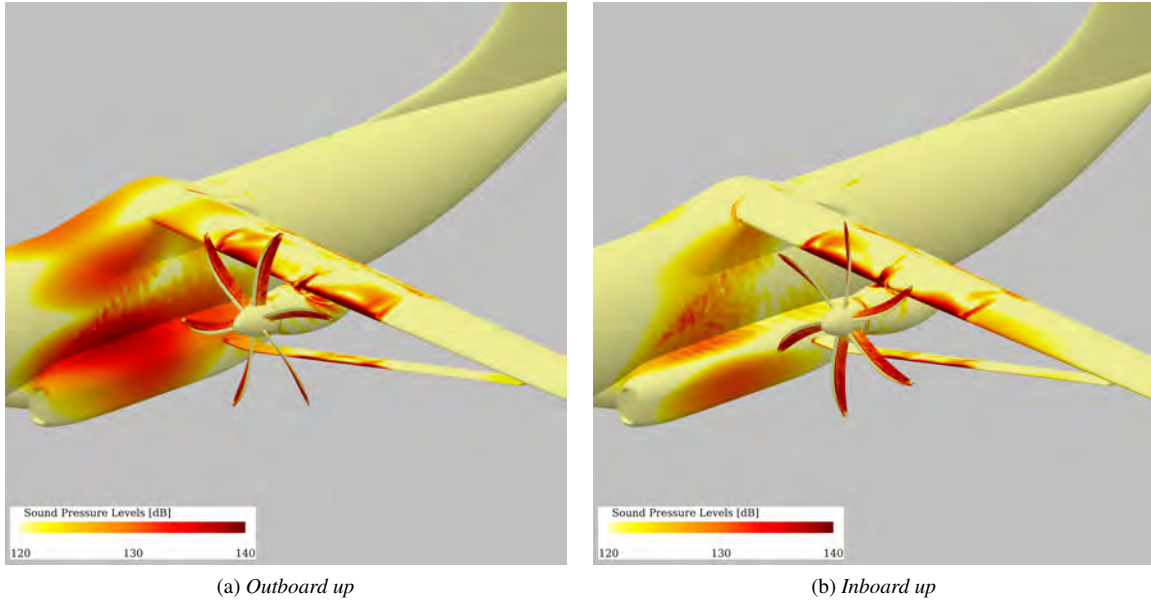 Sound Pressure Levels [dB]
120 130 140
(a) Outboard up
Sound Pressure Levels [dB]
120 130 140
(b) Inboard up